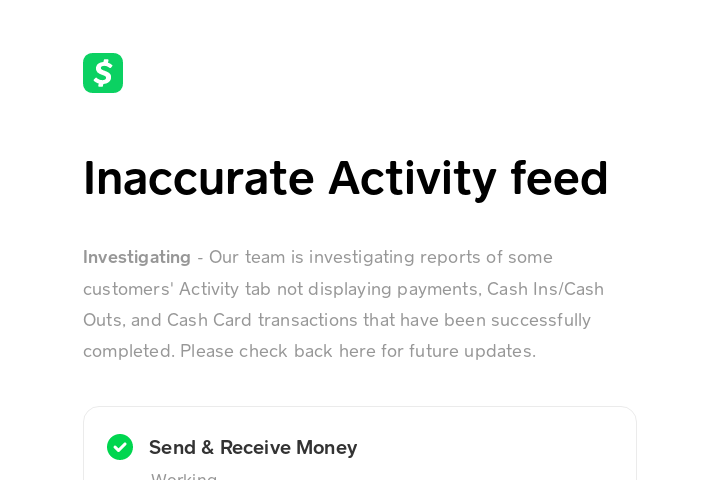 Inaccurate Activity feed
Investigating - Our team is investigating reports of some
customers' Activity tab not displaying payments, Cash Ins/Cash
Outs, and Cash Card transactions that have been successfully
completed. Please check back here for future updates.
Send & Receive Money
Working